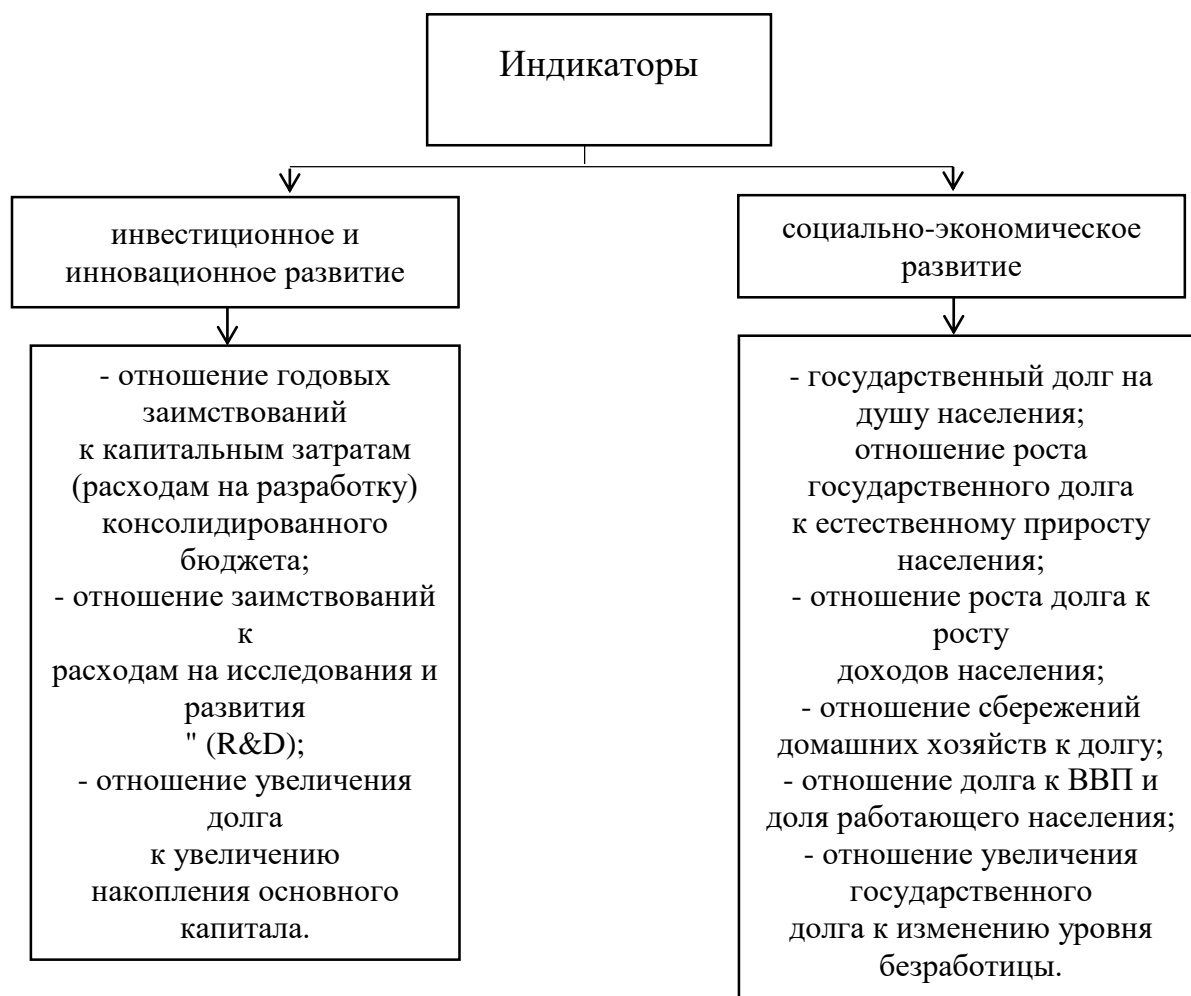 Индикаторы
инвестиционное и
инновационное развитие
- отношение годовых
заимствований
к капитальным затратам
(расходам на разработку)
консолидированного
бюджета;
- отношение заимствований
к
расходам на исследования и
развития
" (R&D);
- отношение увеличения
долга
к увеличению
накопления основного
капитала.
социально-экономическое
развитие
- государственный долг на
душу населения;
отношение роста
государственного долга
к естественному приросту
населения;
- отношение роста долга к
росту
доходов населения;
- отношение сбережений
домашних хозяйств к долгу;
- отношение долга к ВВП и
доля работающего населения;
- отношение увеличения
государственного
долга к изменению уровня
безработицы.